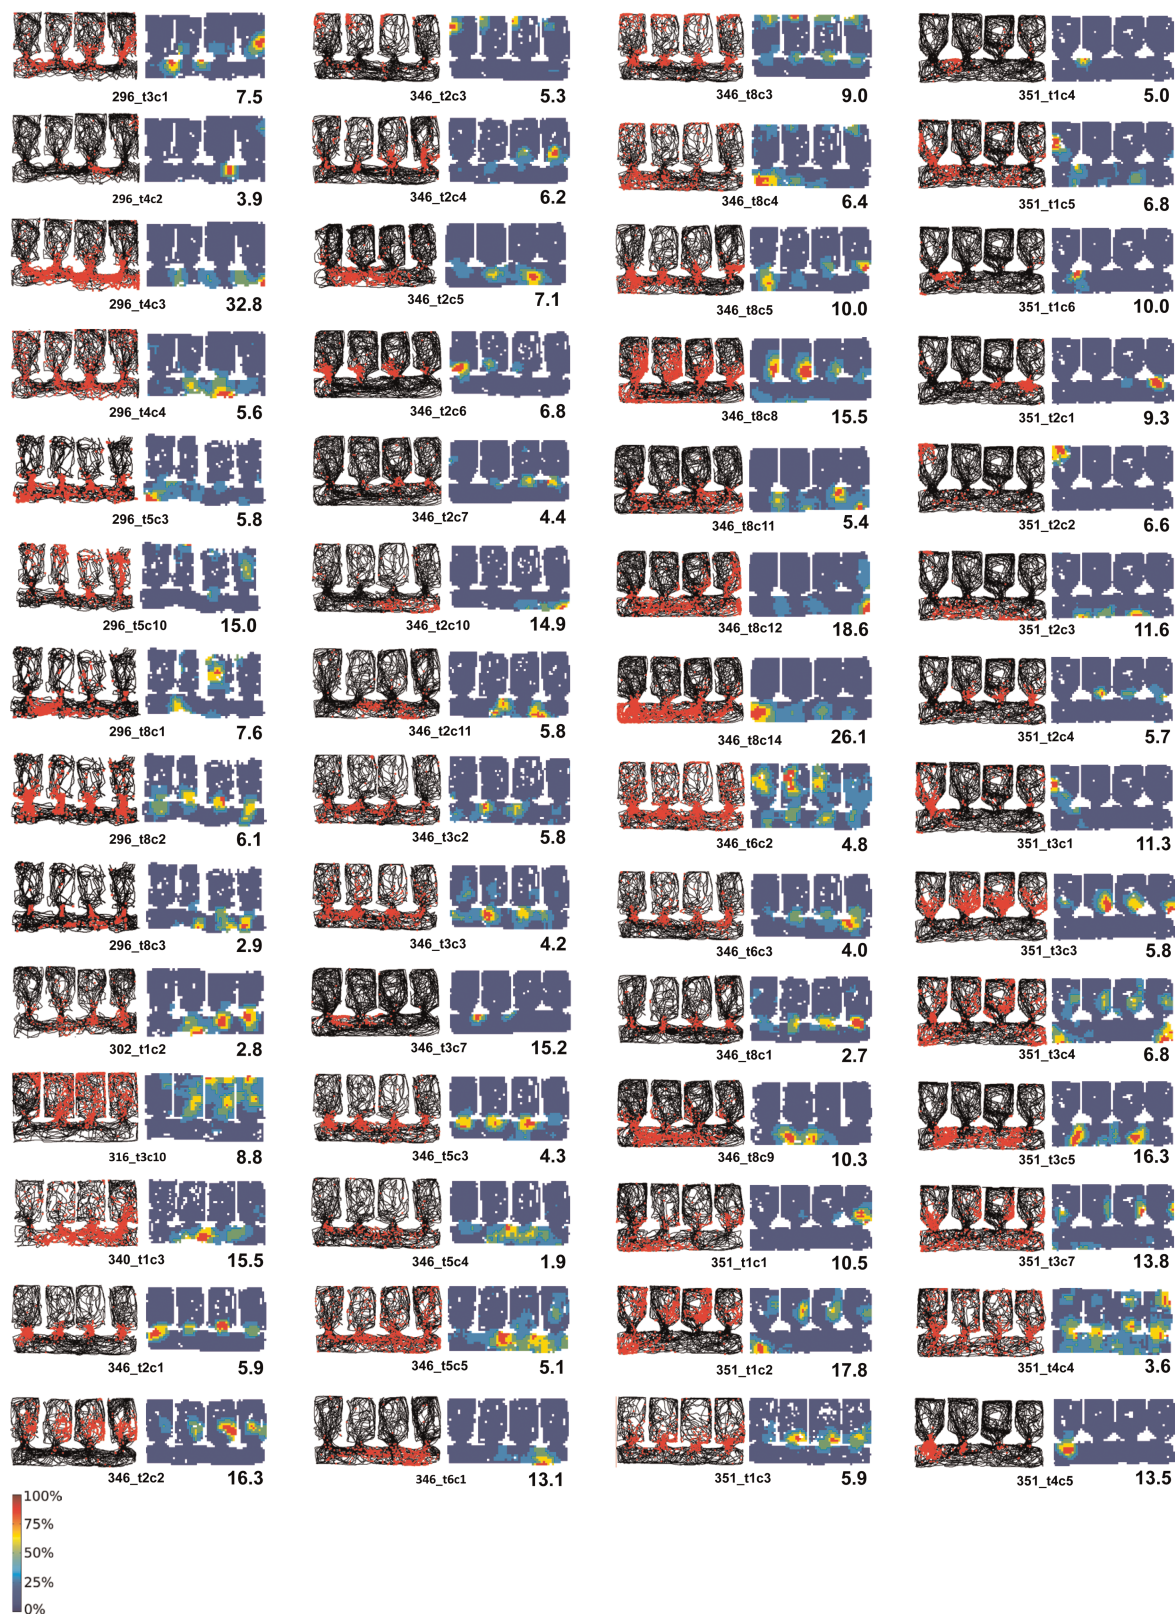 296_t3c1 7.5 346_t2c3 5.3 346_t8c3 9.0 351_t1c4 5.0
296_t4c2 3.9 346_t2c4 6.2 346_t8c4 6.4 351_t1c5 6.8
296_t4c3 32.8 346_t2c5 7.1 346_t8c5 10.0 351_t1c6 10.0
296_t4c4 5.6 346_t2c6 6.8 346_t8c8 15.5 351_t2c1 9.3
296_t5c3 5.8 346_t2c7 4.4 346_t8c11 5.4 351_t2c2 6.6
296_t5c10 15.0 346_t2c10 14.9 346_t8c12 18.6 351_t2c3 11.6
296_t8c1 7.6 346_t2c11 5.8 346_t8c14 26.1 351_t2c4 5.7
296_t8c2 6.1 346_t3c2 5.8 346_t6c2 4.8 351_t3c1 11.3
296_t8c3 2.9 346_t3c3 4.2 346_t6c3 4.0 351_t3c3 5.8
302_t1c2 2.8 346_t3c7 15.2 346_t8c1 2.7 351_t3c4 6.8
316_t3c10 8.8 346_t5c3 4.3 346_t8c9 10.3 351_t3c5 16.3
340_t1c3 15.5 346_t5c4 1.9 351_t1c1 10.5 351_t3c7 13.8
346_t2c1 5.9 346_t5c5 5.1 351_t1c2 17.8 351_t4c4 3.6
346_t2c2 16.3 346_t6c1 13.1 351_t1c3 5.9 351_t4c5 13.5
100%
75%
50%
25%
0%